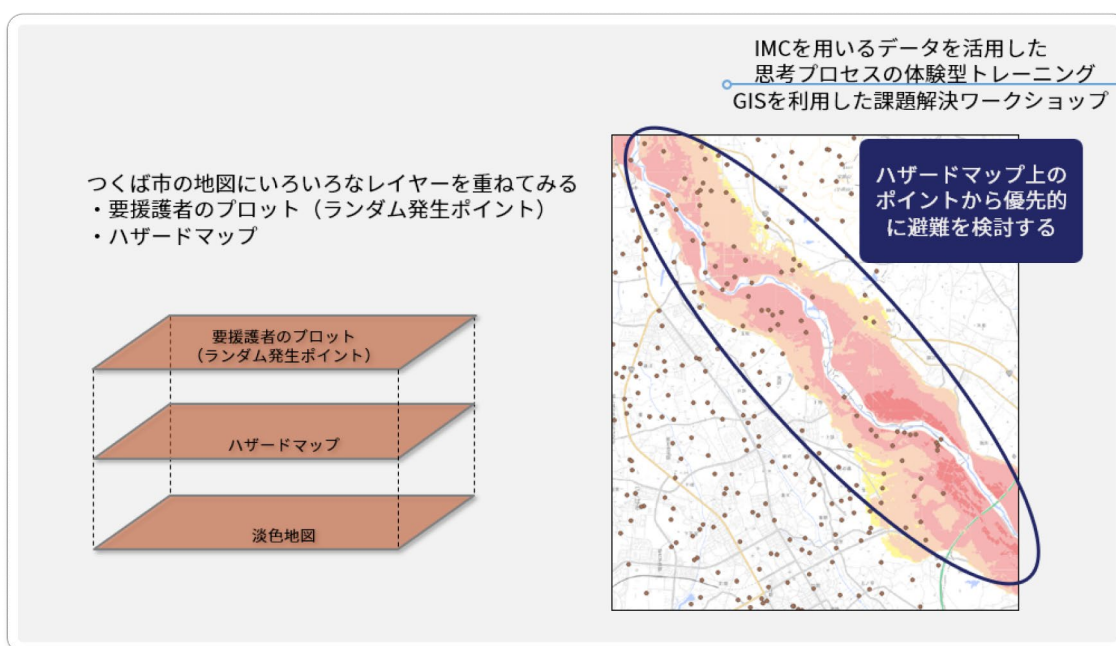 IMCを用いるデータを活用した
思考プロセスの体験型トレーニング
GISを利用した課題解決ワークショップ
つくば市の地図にいろいろなレイヤーを重ねてみる
・要援護者のプロット（ランダム発生ポイント）
・ハザードマップ
ハザードマップ上の
ポイントから優先的
に避難を検討する
要援護者のプロット
（ランダム発生ポイント）
ハザードマップ
淡色地図